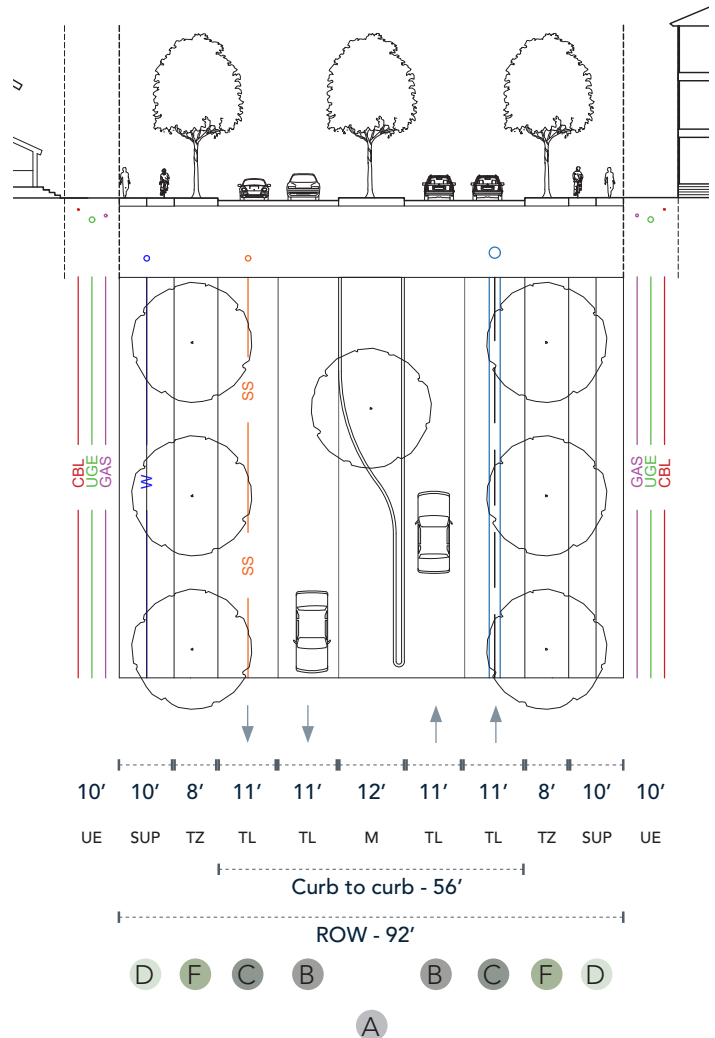 CBL
UGE
GAS
W
SS
SS
GAS
UGE
CBL
10’ 10’ 8’ 11’ 11’ 12’ 11’ 11’ 8’ 10’ 10’
UE SUP TZ TL TL M TL TL TZ SUP UE
Curb to curb - 56’
ROW - 92’
D F C B B C F D
A